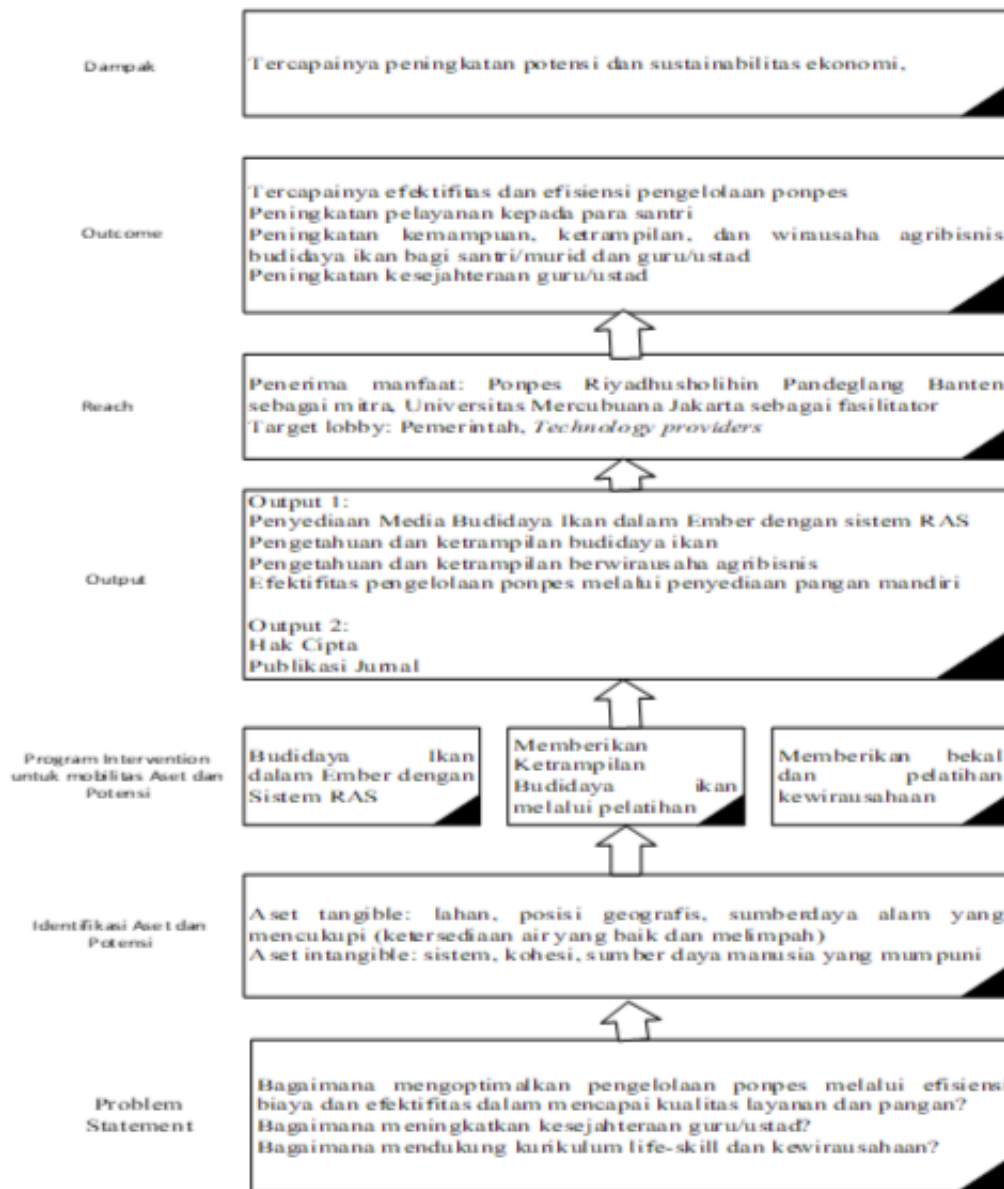 Dampak
Tercapainya peningkatan potensi dan sustainabilitas ekonomi,
Outcome
Tercapainya efektifitas dan efisiensi pengelolaan ponpes
Peningkatan pelayanan kepada para santri
Peningkatan kemampuan, ketrampilan, dan wirausaha agribisnis
budidaya ikan bagi santri/murid dan guru/ustad
Peningkatan kesejahteraan guru/ustad
Reach
Penerima manfaat: Ponpes Riyadhusholihin Pandeglang Banten
sebagai mitra, Universitas Mercubuana Jakarta sebagai fasilitator
Target lobby: Pemerintah, Technology providers
Output
Output 1:
Penyediaan Media Budidaya Ikan dalam Ember dengan sistem RAS
Pengetahuan dan ketrampilan budidaya ikan
Pengetahuan dan ketrampilan berwirausaha agribisnis
Efektifitas pengelolaan ponpes melalui penyediaan pangan mandiri
Output 2:
Hak Cipta
Publikasi Jurnal
Program Intervention
untuk mobilitas Aset dan
Potensi
Budidaya Ikan
dalam Ember dengan
Sistem RAS
Memberikan
Ketrampilan
Budidaya ikan
melalui pelatihan
Memberikan bekal
dan pelatihan
kewirausahaan
Identifikasi Aset dan
Potensi
Aset tangible: lahan, posisi geografis, sumberdaya alam yang
mencukupi (ketersediaan air yang baik dan melimpah)
Aset intangible: sistem, kohesi, sumber daya manusia yang mumpuni
Problem
Statement
Bagaimana mengoptimalkan pengelolaan ponpes melalui efisiensi
biaya dan efektifitas dalam mencapai kualitas layanan dan pangan?
Bagaimana meningkatkan kesejahteraan guru/ustad?
Bagaimana mendukung kurikulum life-skill dan kewirausahaan?